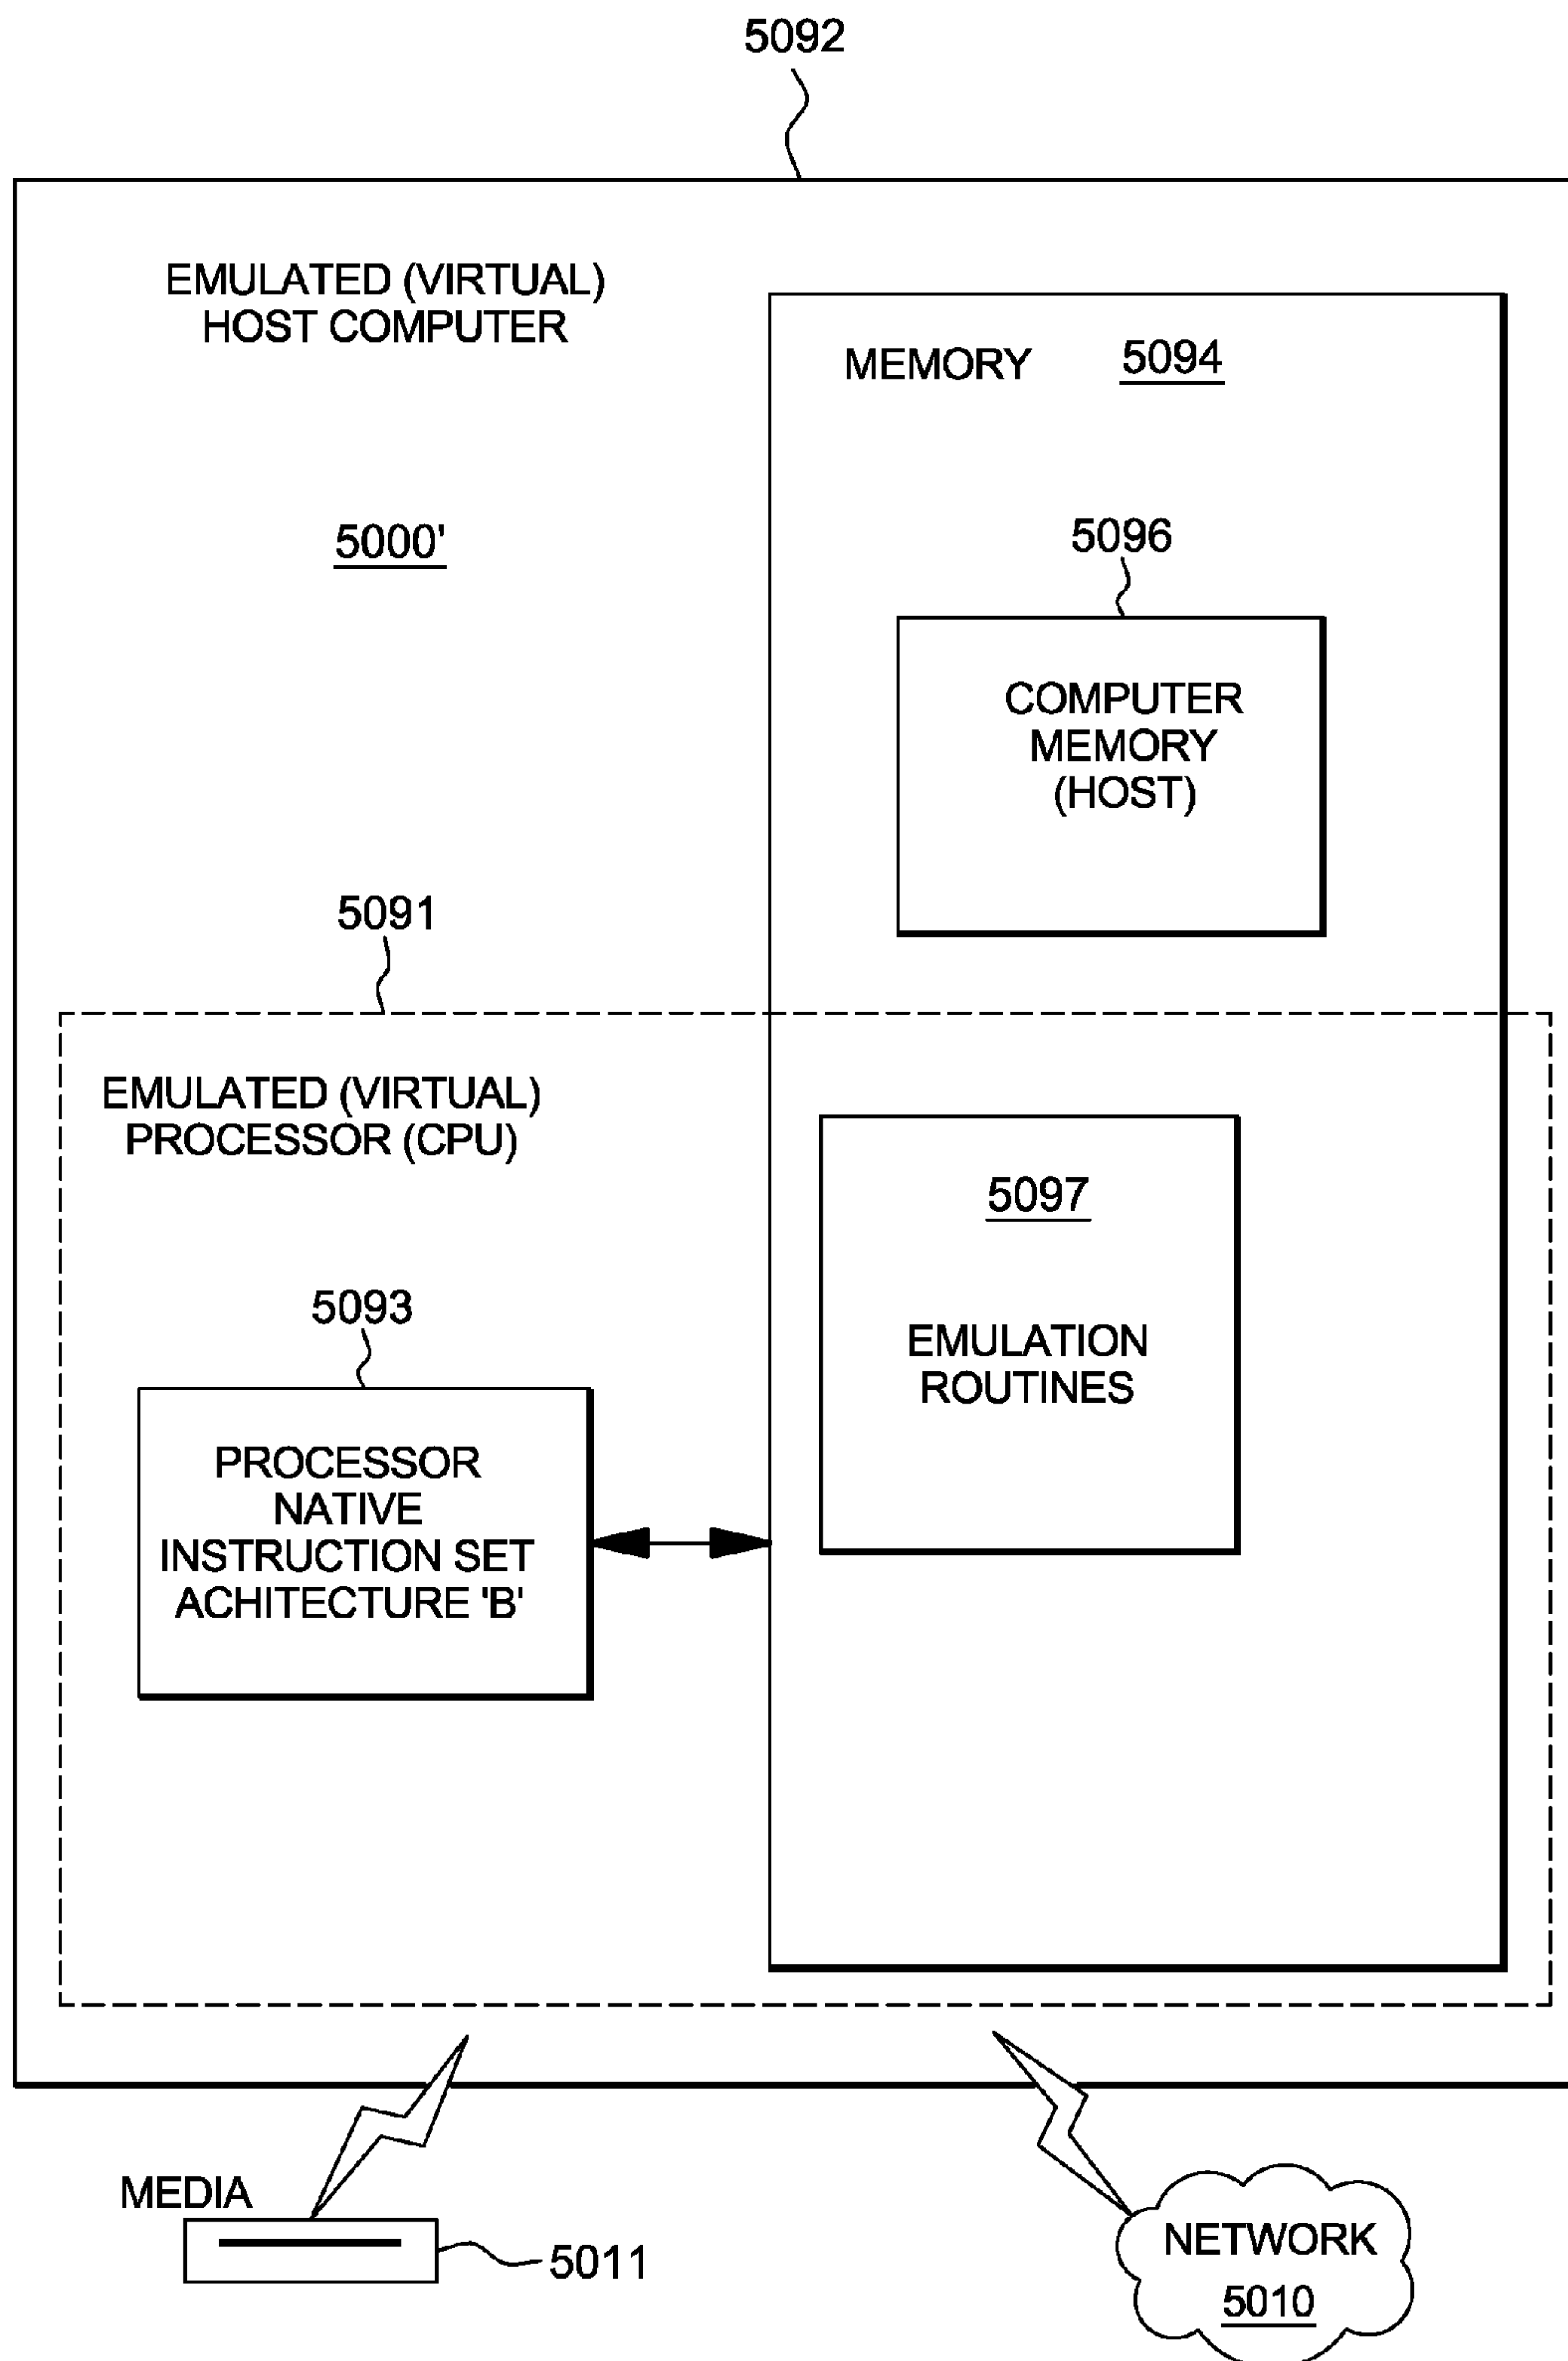 5092
EMULATED (VIRTUAL)
HOST COMPUTER
5000'
MEMORY 5094
5096
COMPUTER
MEMORY
(HOST)
5091
EMULATED (VIRTUAL)
PROCESSOR (CPU)
5097
EMULATION
ROUTINES
5093
PROCESSOR
NATIVE
INSTRUCTION SET
ACHITECTURE 'B'
MEDIA
5011
NETWORK
5010